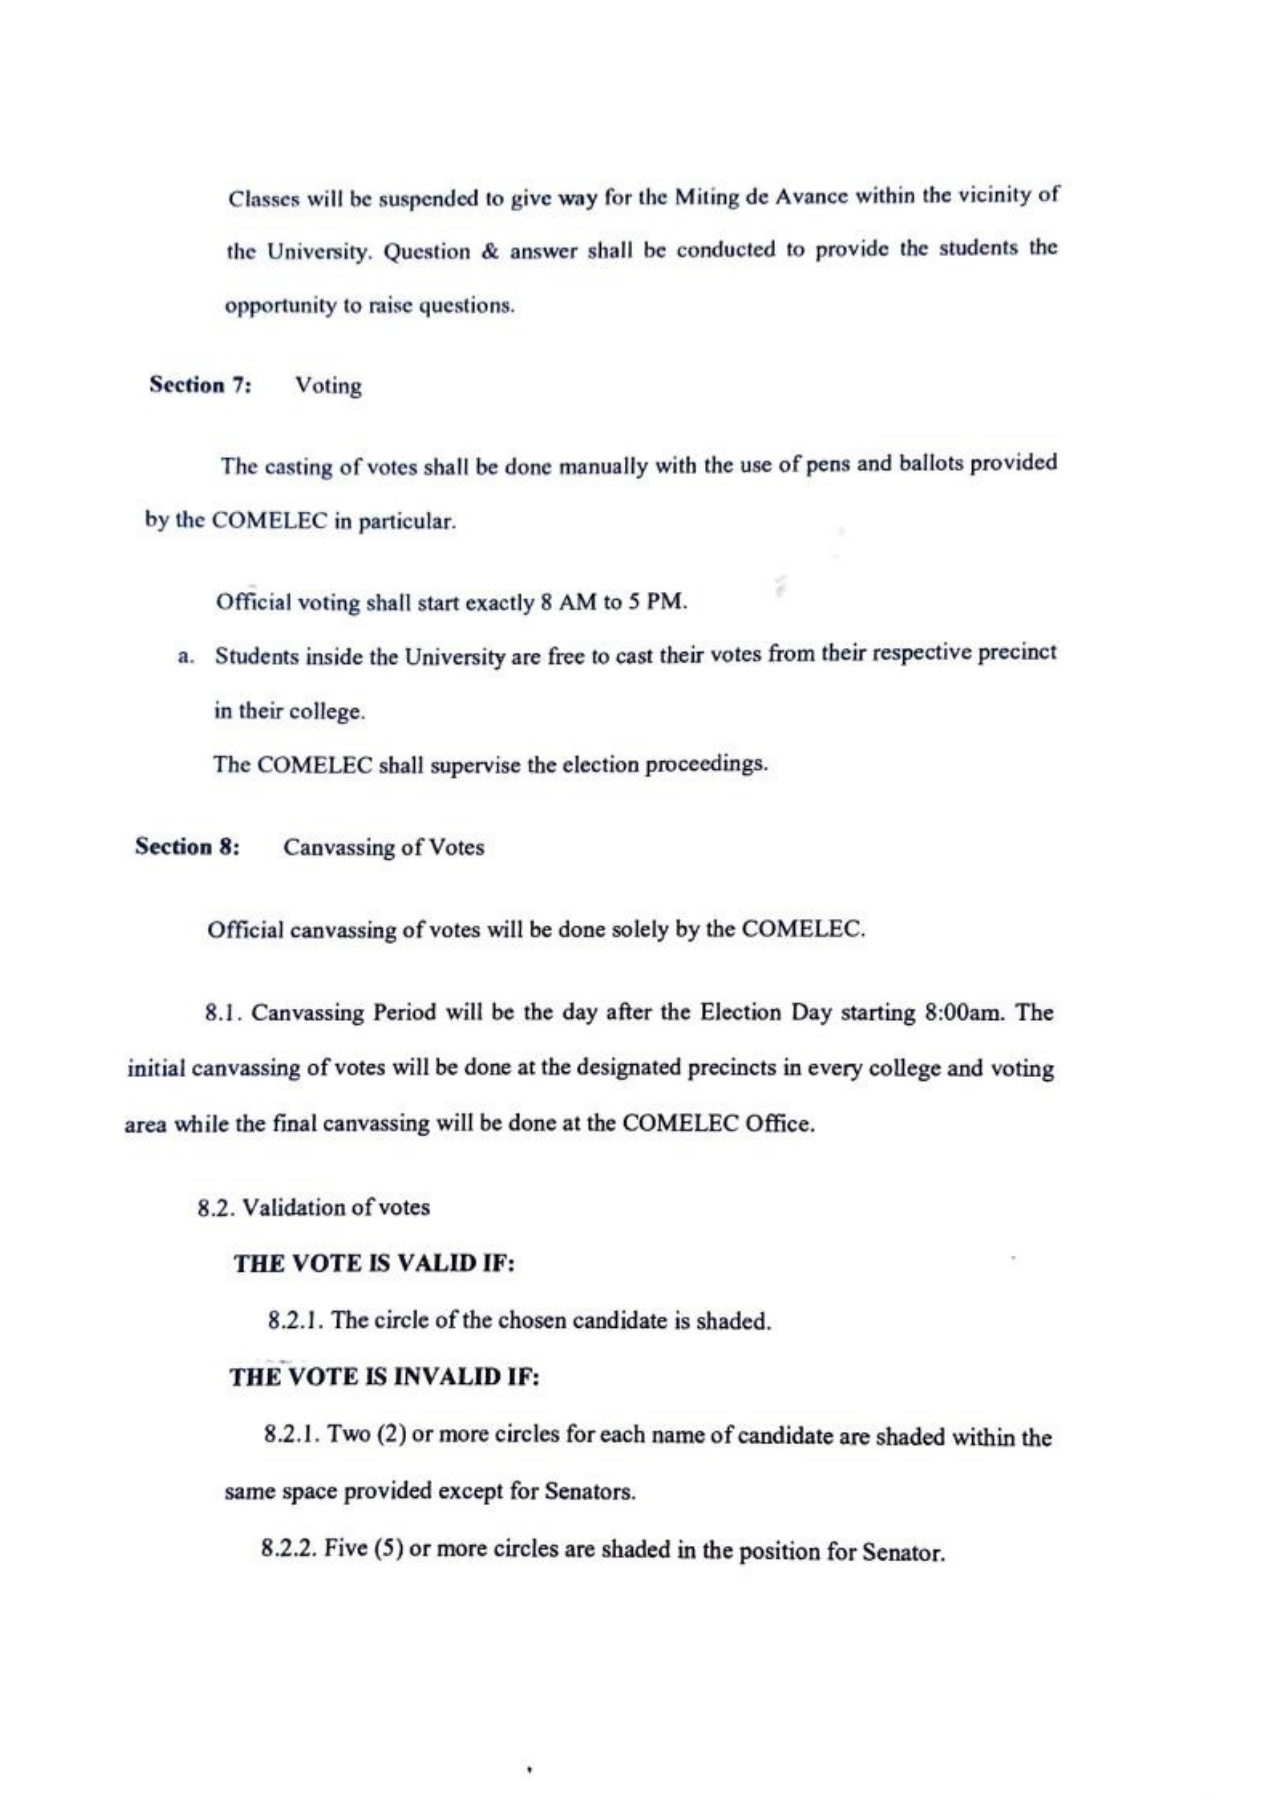 Classes will be suspended to give way for the Miting de Avance within the vicinity of
the University. Question & answer shall be conducted to provide the students the
opportunity to raise questions.
Section 7: Voting
The casting of votes shall be done manually with the use of pens and ballots provided
by the COMELEC in particular.
Official voting shall start exactly 8 AM to 5 PM.
a. Students inside the University are free to cast their votes from their respective precinct
in their college.
The COMELEC shall supervise the election proceedings.
Section 8: Canvassing of Votes
Official canvassing of votes will be done solely by the COMELEC.
8.1. Canvassing Period will be the day after the Election Day starting 8:00am. The
initial canvassing of votes will be done at the designated precincts in every college and voting
area while the final canvassing will be done at the COMELEC Office.
8.2. Validation of votes
THE VOTE IS VALID IF:
8.2.1. The circle of the chosen candidate is shaded.
THE VOTE IS INVALID IF:
8.2.1. Two (2) or more circles for each name of candidate are shaded within the
same space provided except for Senators.
8.2.2. Five (5) or more circles are shaded in the position for Senator.